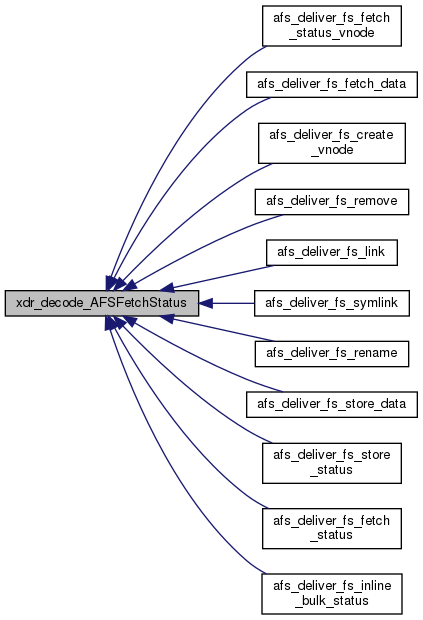 afs_deliver_fs_fetch
_status_vnode
afs_deliver_fs_fetch_data
afs_deliver_fs_create
_vnode
afs_deliver_fs_remove
afs_deliver_fs_link
xdr_decode_AFSFetchStatus
afs_deliver_fs_symlink
afs_deliver_fs_rename
afs_deliver_fs_store_data
afs_deliver_fs_store
_status
afs_deliver_fs_fetch
_status
afs_deliver_fs_inline
_bulk_status